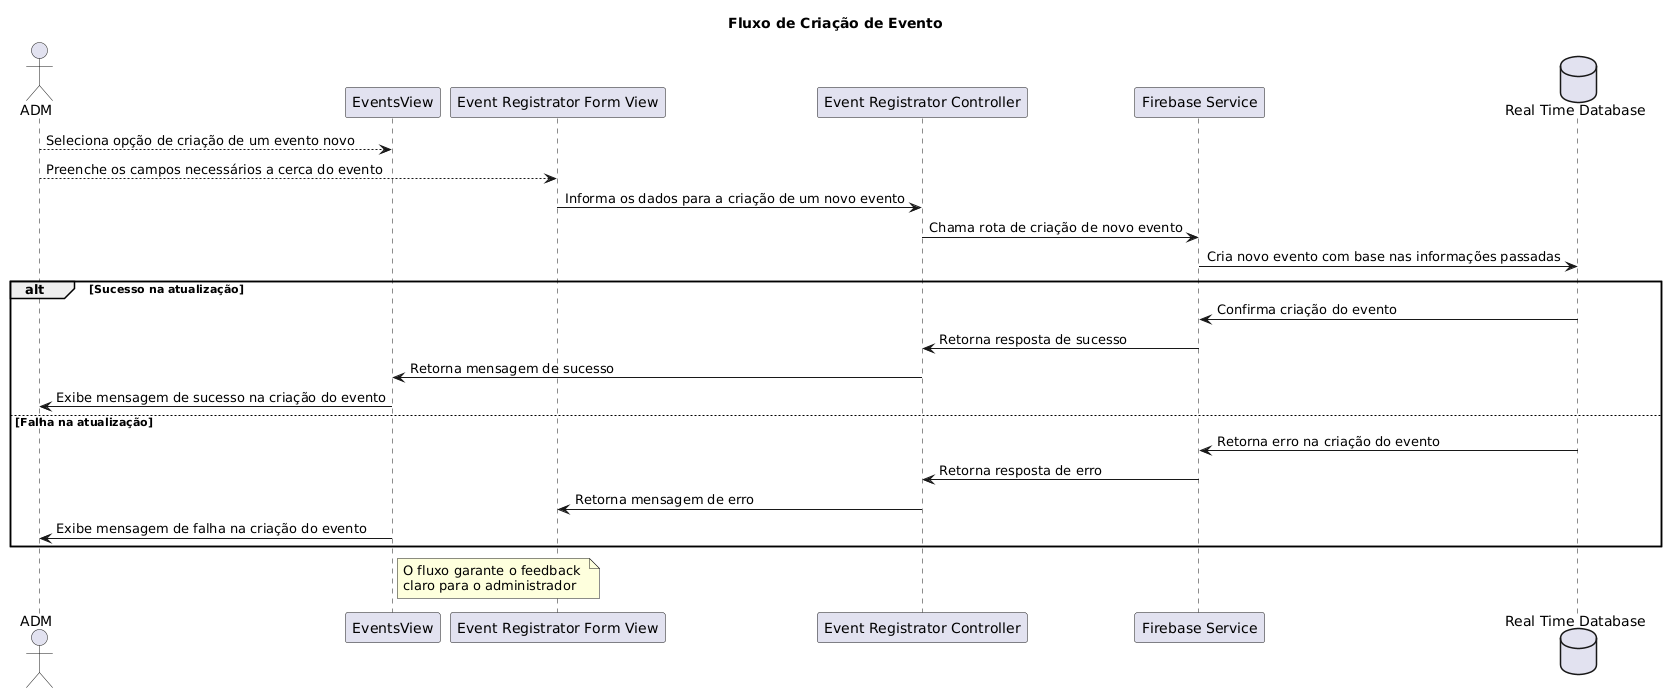 Fluxo de Criação de Evento
ADM
EventsView
Event Registrator Form View
Event Registrator Controller
Firebase Service
Real Time Database
Seleciona opção de criação de um evento novo
Preenche os campos necessários a cerca do evento
Informa os dados para a criação de um novo evento
Chama rota de criação de novo evento
Cria novo evento com base nas informações passadas
alt [Sucesso na atualização]
Confirma criação do evento
Retorna resposta de sucesso
Retorna mensagem de sucesso
Exibe mensagem de sucesso na criação do evento
[Falha na atualização]
Retorna erro na criação do evento
Retorna resposta de erro
Retorna mensagem de erro
Exibe mensagem de falha na criação do evento
O fluxo garante o feedback
claro para o administrador
ADM
EventsView
Event Registrator Form View
Event Registrator Controller
Firebase Service
Real Time Database